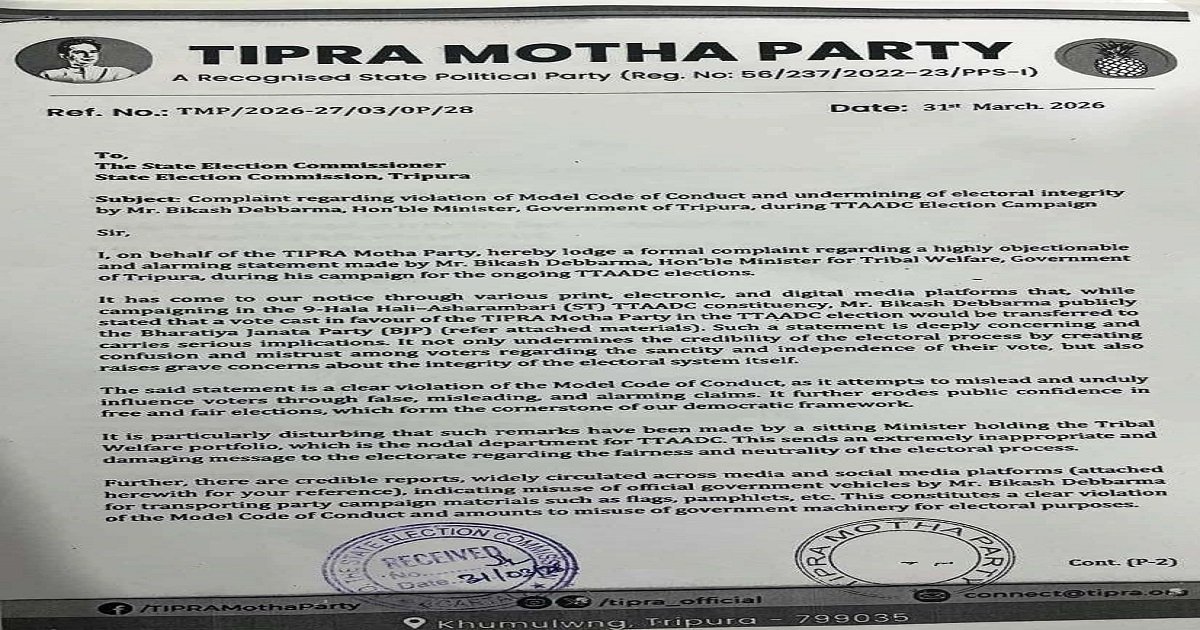 TIPRA MOTHA PARTY
A Recognised State Political Party (Reg. No: 56/237/2022-23/PPS-I)
Ref. No.: TMP/2026-27/03/0P/28
Date: 31st March. 2026
To,
The State Election Commissioner
State Election Commission, Tripura
Subject: Complaint regarding violation of Model Code of Conduct and undermining of electoral integrity
by Mr. Bikash Debbarma, Hon'ble Minister, Government of Tripura, during TTAADC Election Campaign
Sir,
I, on behalf of the TIPRA Motha Party, hereby lodge a formal complaint regarding a highly objectionable
and alarming statement made by Mr. Bikash Debbarma, Hon'ble Minister for Tribal Welfare, Government
of Tripura, during his campaign for the ongoing TTAADC elections.
It has come to our notice through various print, electronic, and digital media platforms that, while
campaigning in the 9-Hala Hali–Asharambari (ST) TTAADC constituency, Mr. Bikash Debbarma publicly
stated that a vote cast in favour of the TIPRA Motha Party in the TTAADC election would be transferred to
the Bharatiya Janata Party (BJP) (refer attached materials). Such a statement is deeply concerning and
carries serious implications. It not only undermines the credibility of the electoral process by creating
confusion and mistrust among voters regarding the sanctity and independence of their vote, but also
raises grave concerns about the integrity of the electoral system itself.
The said statement is a clear violation of the Model Code of Conduct, as it attempts to mislead and unduly
influence voters through false, misleading, and alarming claims. It further erodes public confidence in
free and fair elections, which form the cornerstone of our democratic framework.
It is particularly disturbing that such remarks have been made by a sitting Minister holding the Tribal
Welfare portfolio, which is the nodal department for TTAADC. This sends an extremely inappropriate and
damaging message to the electorate regarding the fairness and neutrality of the electoral process.
Further, there are credible reports, widely circulated across media and social media platforms (attached
herewith for your reference), indicating misuse of official government vehicles by Mr. Bikash Debbarma
for transporting party campaign materials such as flags, pamphlets, etc. This constitutes a clear violation
of the Model Code of Conduct and amounts to misuse of government machinery for electoral purposes.
THE STATE ELECTION
RECEIVED
No.
Date. 31/03/26
TIPRA MOTHA PARTY
Cont. (P-2)
/TIPRAMothaParty
/tipra_official
connect@tipra.org
Khumulwng, Tripura - 799035